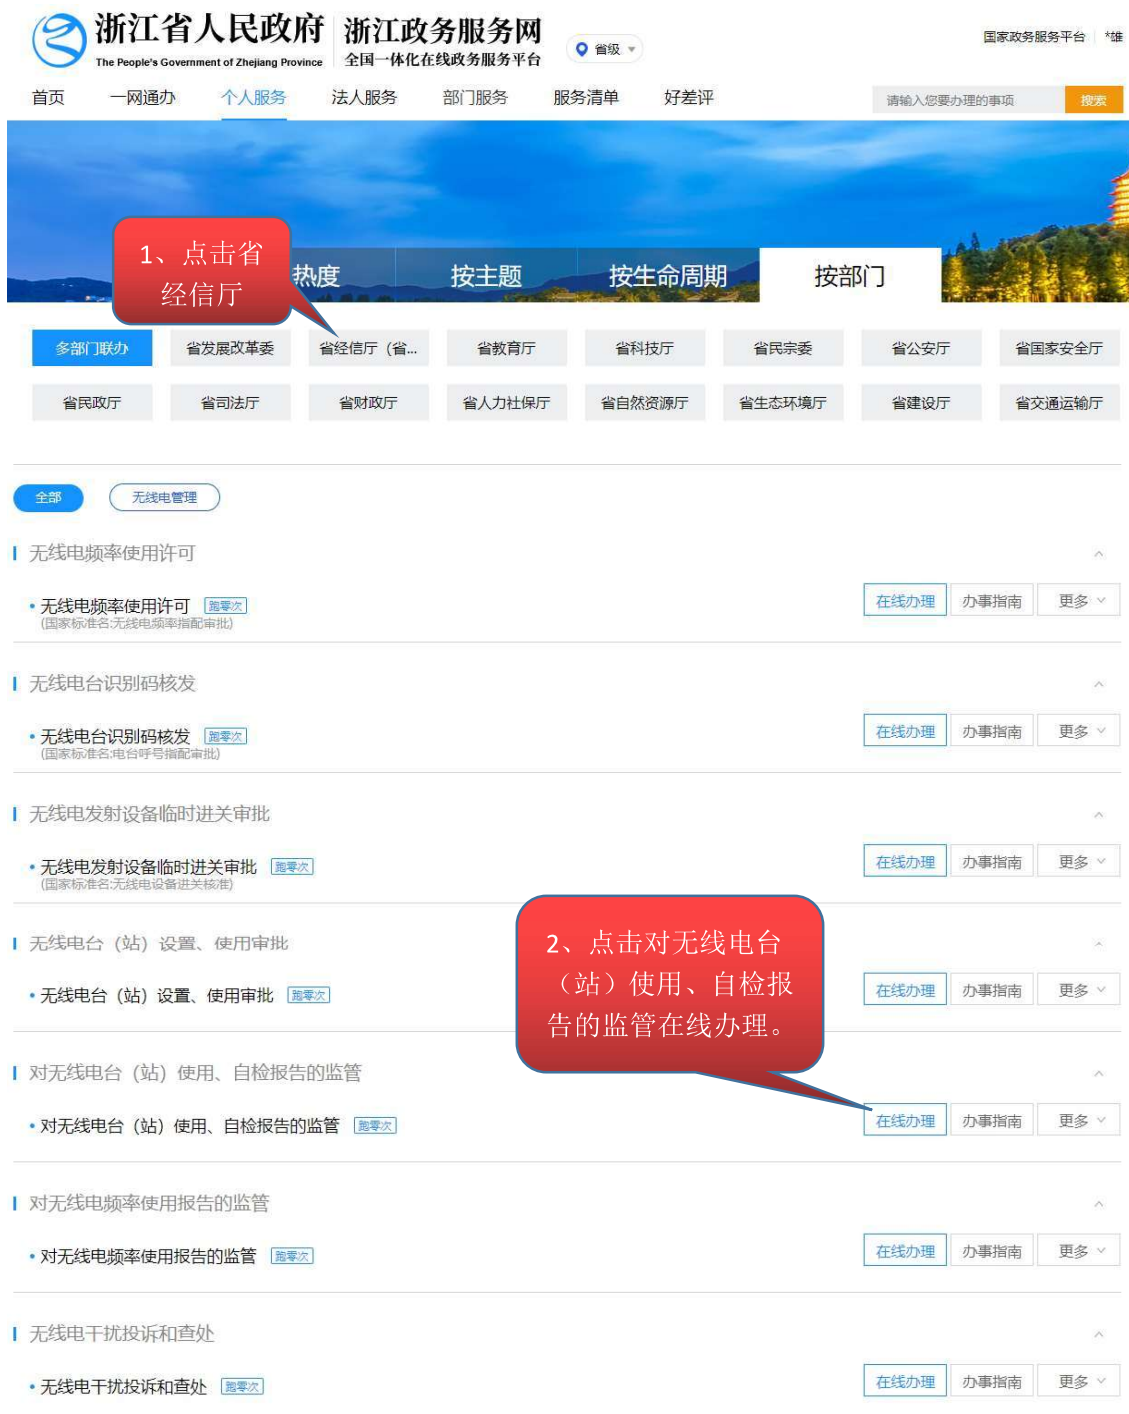 浙江省人民政府
The People's Government of Zhejiang Province
浙江政务服务网
全国一体化在线政务服务平台
省级
国家政务服务平台 *雄
首页 一网通办 个人服务 法人服务 部门服务 服务清单 好差评
请输入您要办理的事项 搜索
1、点击省
经信厅
热度 按主题 按生命周期 按部门
多部门联办 省发展改革委 省经信厅（省... 省教育厅 省科技厅 省民宗委 省公安厅 省国家安全厅
省民政厅 省司法厅 省财政厅 省人力社保厅 省自然资源厅 省生态环境厅 省建设厅 省交通运输厅
全部 无线电管理
无线电频率使用许可
• 无线电频率使用许可 跑零次 在线办理 办事指南 更多
(国家标准名:无线电频率指配审批)
无线电台识别码核发
• 无线电台识别码核发 跑零次 在线办理 办事指南 更多
(国家标准名:电台呼号指配审批)
无线电发射设备临时进关审批
• 无线电发射设备临时进关审批 跑零次 在线办理 办事指南 更多
(国家标准名:无线电设备进关核准)
无线电台（站）设置、使用审批
• 无线电台（站）设置、使用审批 跑零次 在线办理 办事指南 更多
2、点击对无线电台
（站）使用、自检报
告的监管在线办理。
对无线电台（站）使用、自检报告的监管
• 对无线电台（站）使用、自检报告的监管 跑零次 在线办理 办事指南 更多
对无线电频率使用报告的监管
• 对无线电频率使用报告的监管 跑零次 在线办理 办事指南 更多
无线电干扰投诉和查处
• 无线电干扰投诉和查处 跑零次 在线办理 办事指南 更多